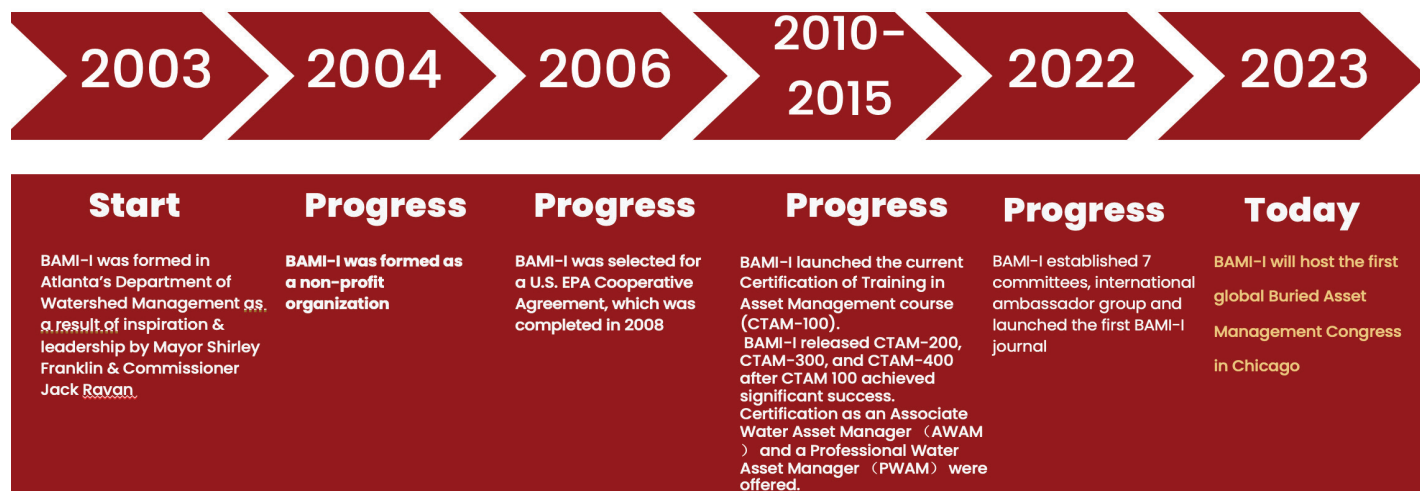 2003
2004
2006
2010-
2015
2022
2023
Start
BAMI-I was formed in
Atlanta's Department of
Watershed Management as
a result of inspiration &
leadership by Mayor Shirley
Franklin & Commissioner
Jack Ravan
Progress
BAMI-I was formed as
a non-profit
organization
Progress
BAMI-I was selected for
a U.S. EPA Cooperative
Agreement, which was
completed in 2008
Progress
BAMI-I launched the current
Certification of Training in
Asset Management course
(CTAM-100).
BAMI-I released CTAM-200,
CTAM-300, and CTAM-400
after CTAM 100 achieved
significant success.
Certification as an Associate
Water Asset Manager （AWAM
） and a Professional Water
Asset Manager （PWAM） were
offered.
Progress
BAMI-I established 7
committees, international
ambassador group and
launched the first BAMI-I
journal
Today
BAMI-I will host the first
global Buried Asset
Management Congress
in Chicago